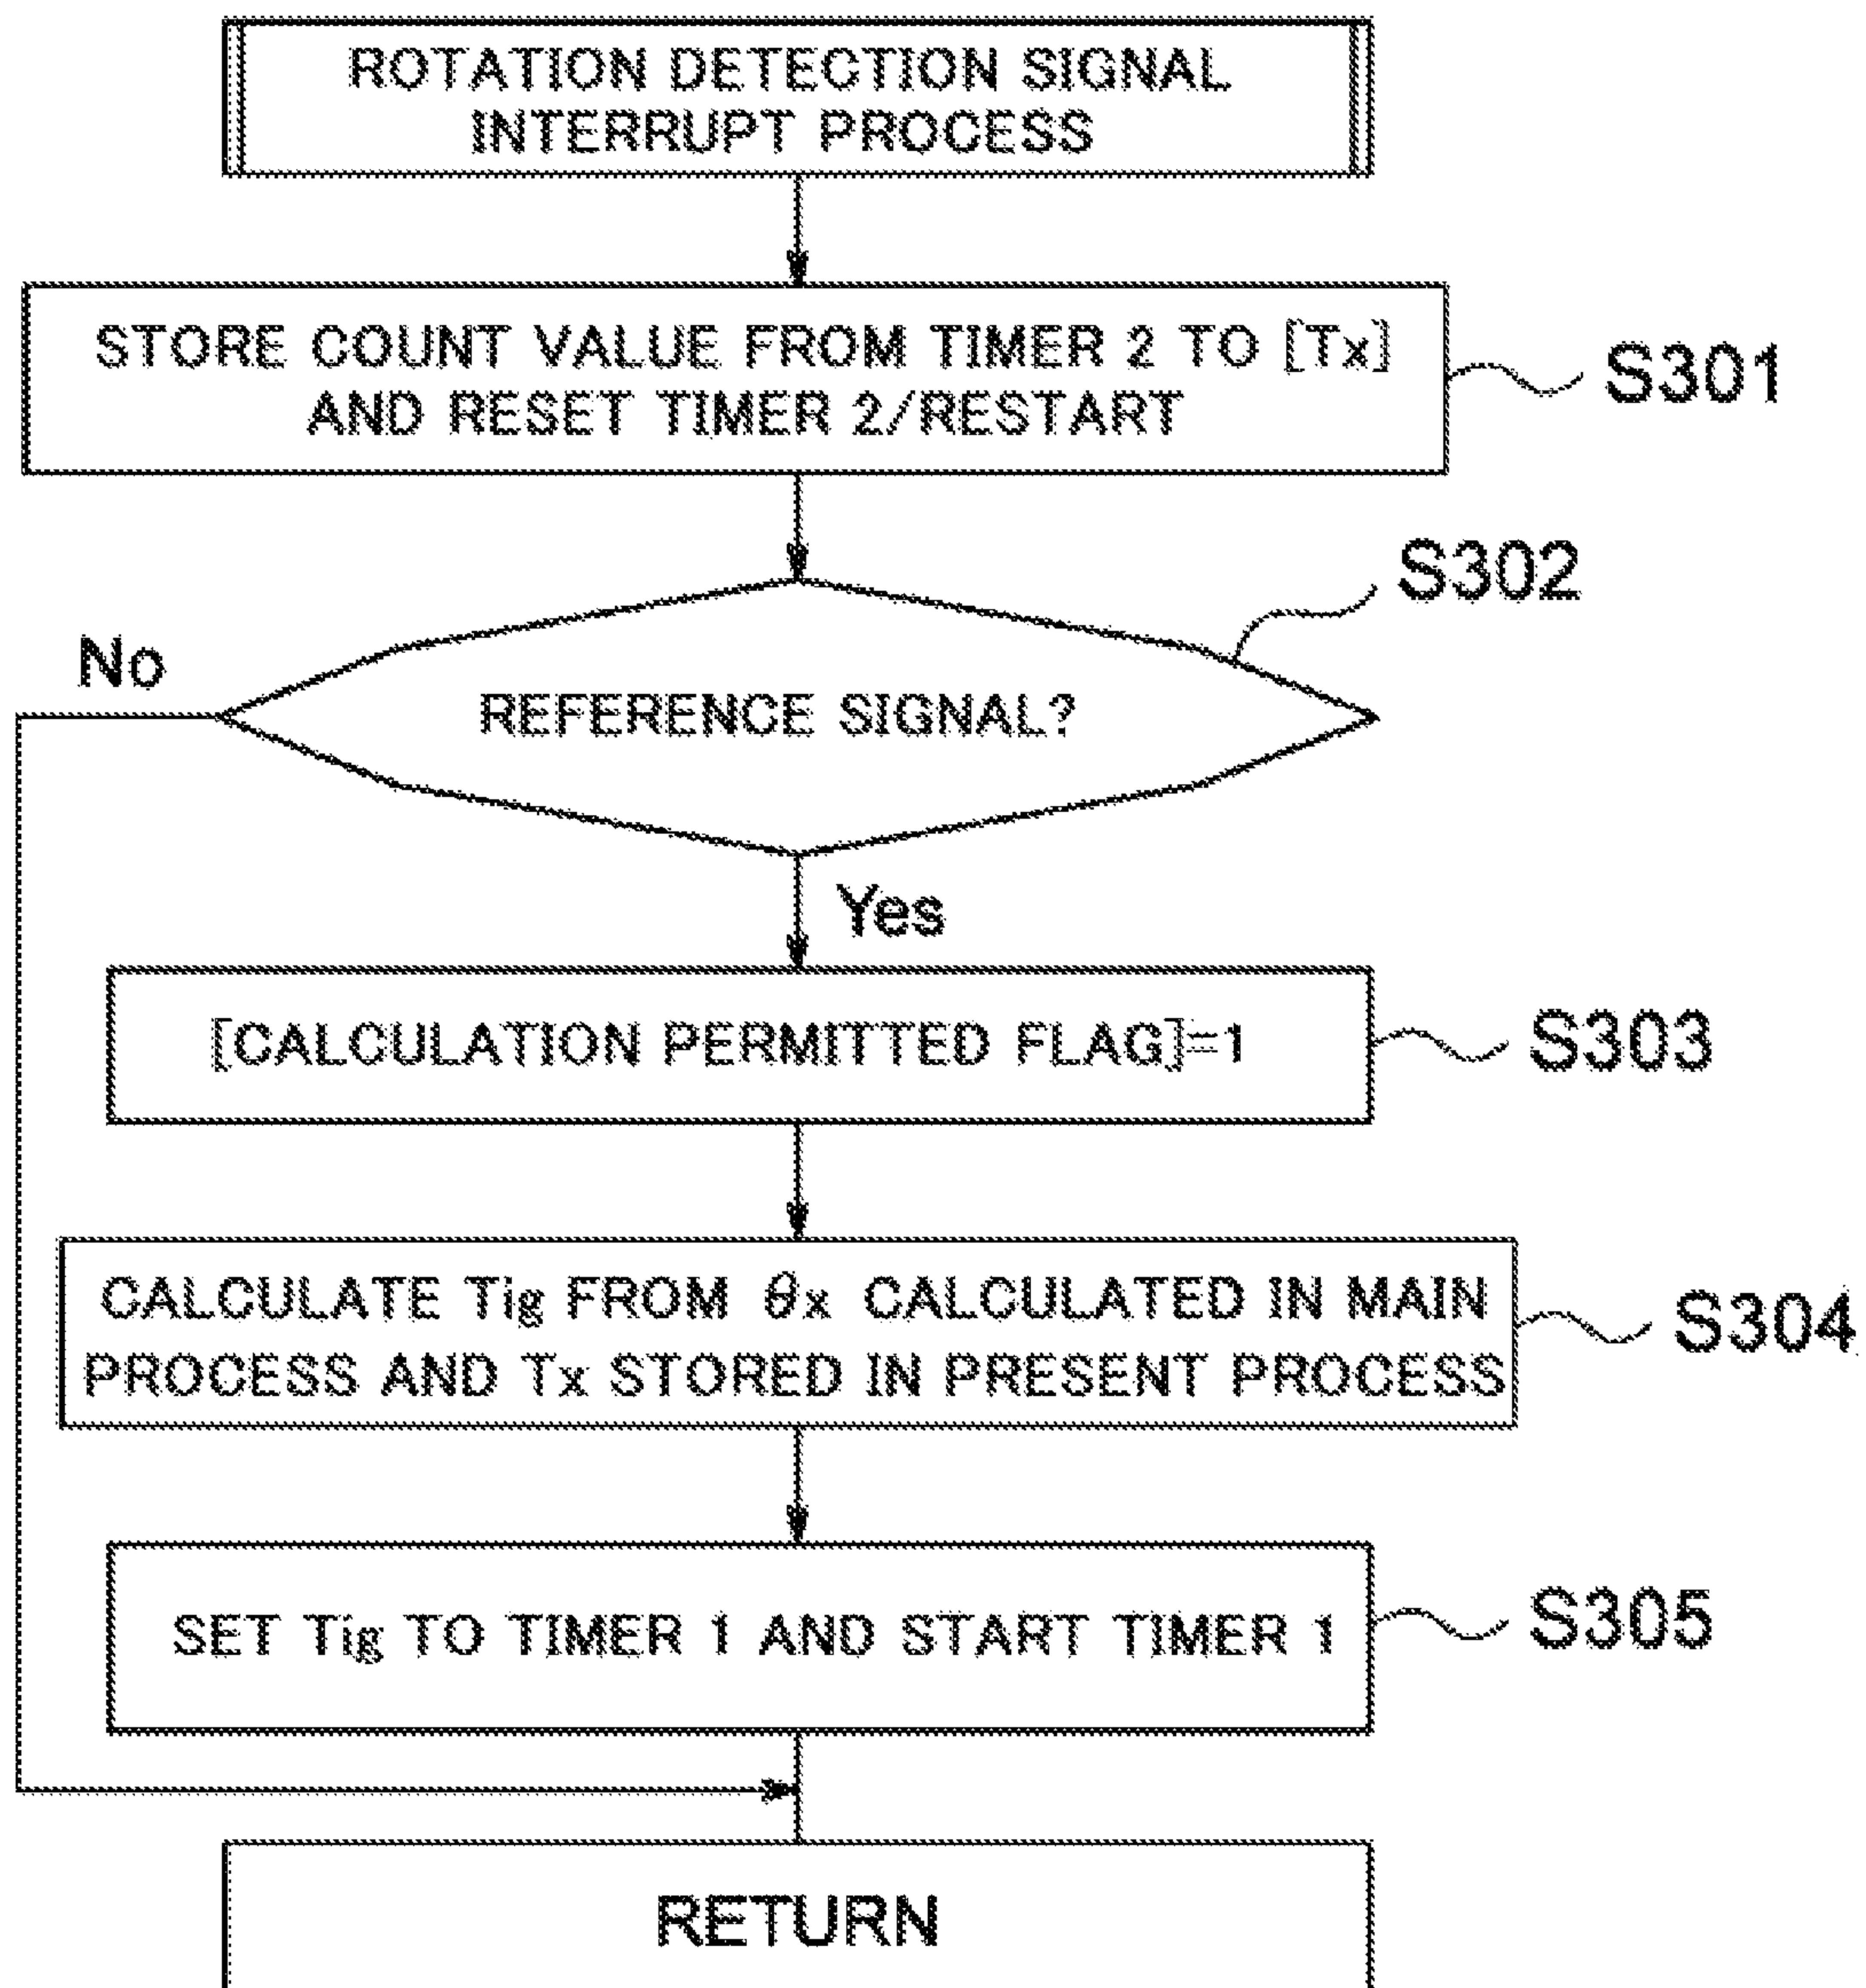 ROTATION DETECTION SIGNAL
INTERRUPT PROCESS
STORE COUNT VALUE FROM TIMER 2 TO [Tx]
AND RESET TIMER 2/RESTART
S301
S302
No
REFERENCE SIGNAL?
Yes
[CALCULATION PERMITTED FLAG]=1
S303
CALCULATE Tig FROM θx CALCULATED IN MAIN
PROCESS AND Tx STORED IN PRESENT PROCESS
S304
SET Tig TO TIMER 1 AND START TIMER 1
S305
RETURN